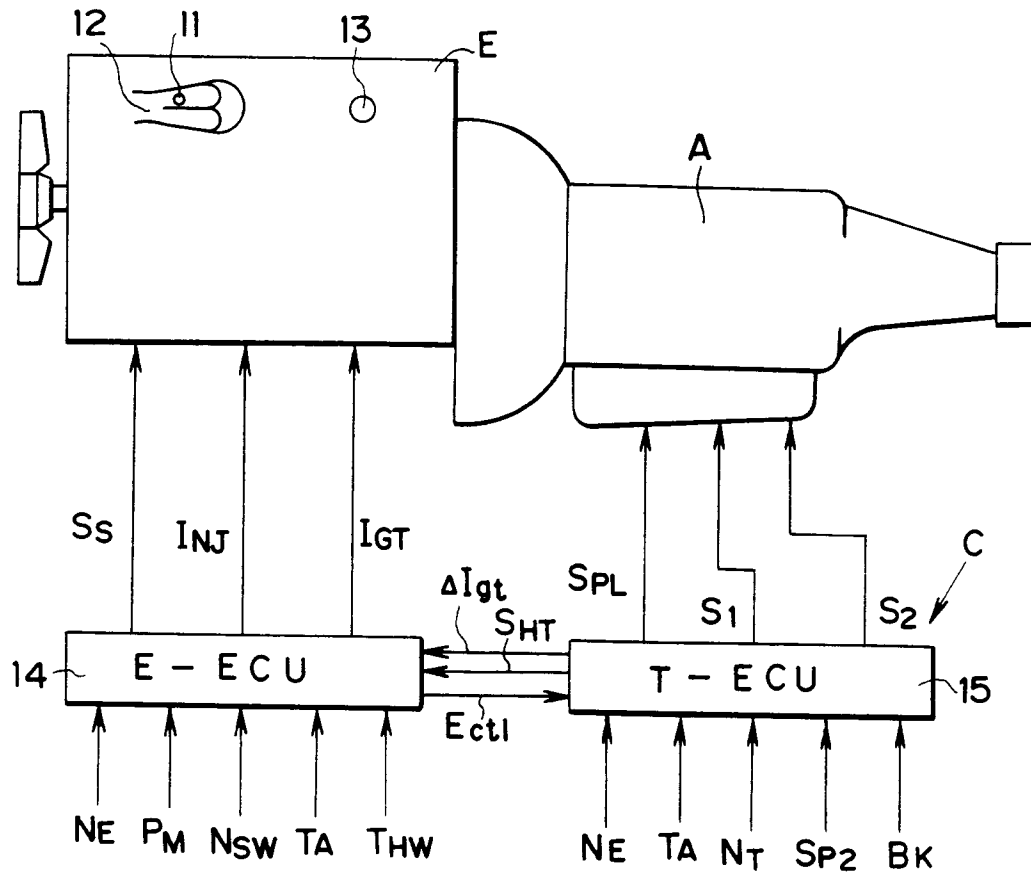 12
11
13
E
A
SS
INJ
IGT
SPL
S1
S2
C
ΔIgt
SHT
14
E-ECU
T-ECU
15
Ectl
NE
PM
NSW
TA
THW
NE
TA
NT
SP2
BK